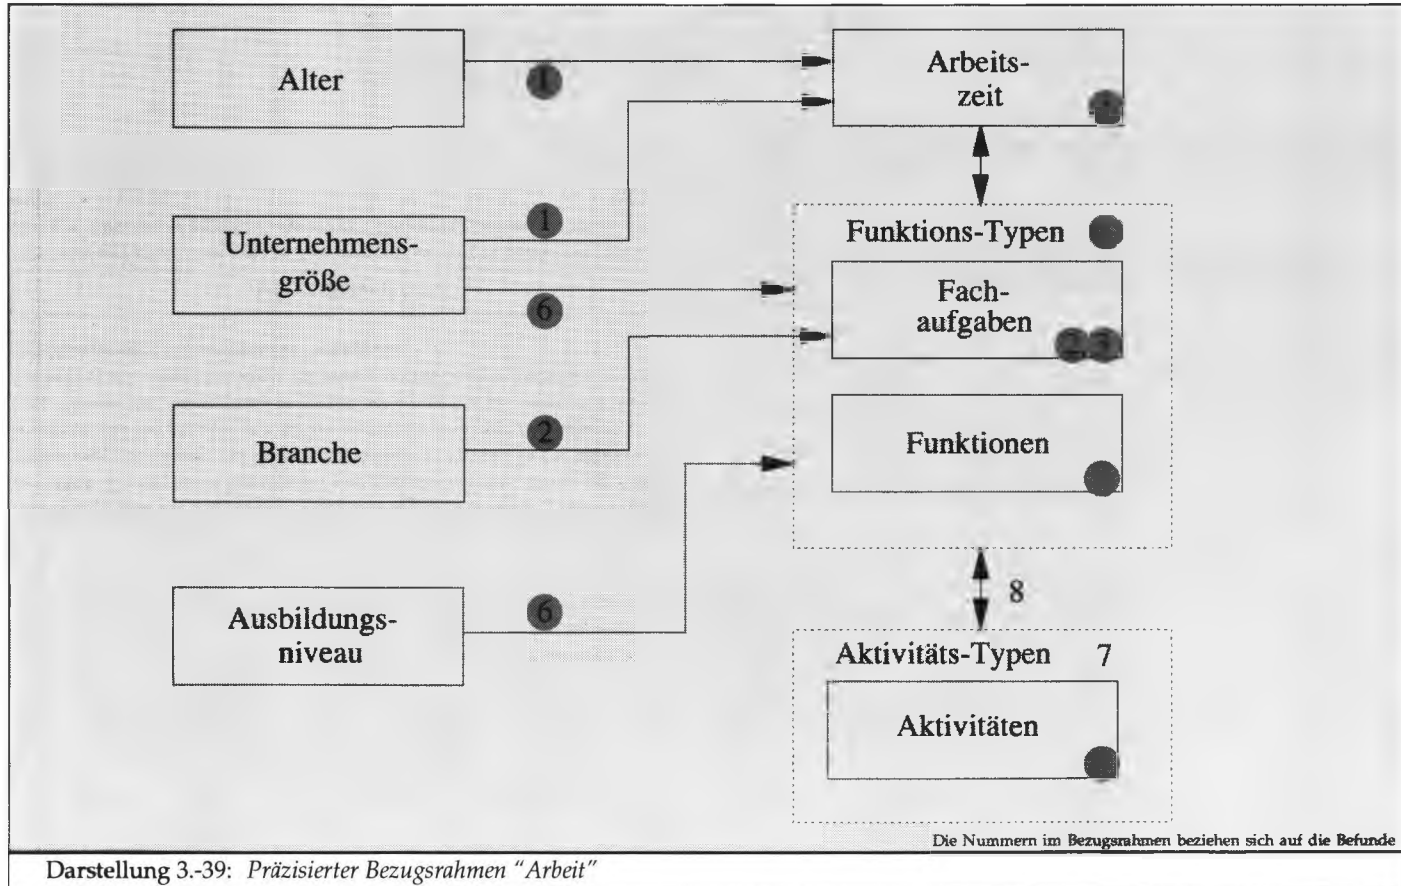 Alter
1
Arbeits-
zeit
Unternehmens-
größe
1
6
Funktions-Typen
Fach-
aufgaben
2 3
Branche
2
Funktionen
Ausbildungs-
niveau
6
8
Aktivitäts-Typen 7
Aktivitäten
Die Nummern im Bezugsrahmen beziehen sich auf die Befunde
Darstellung 3.-39: Präzisierter Bezugsrahmen "Arbeit"